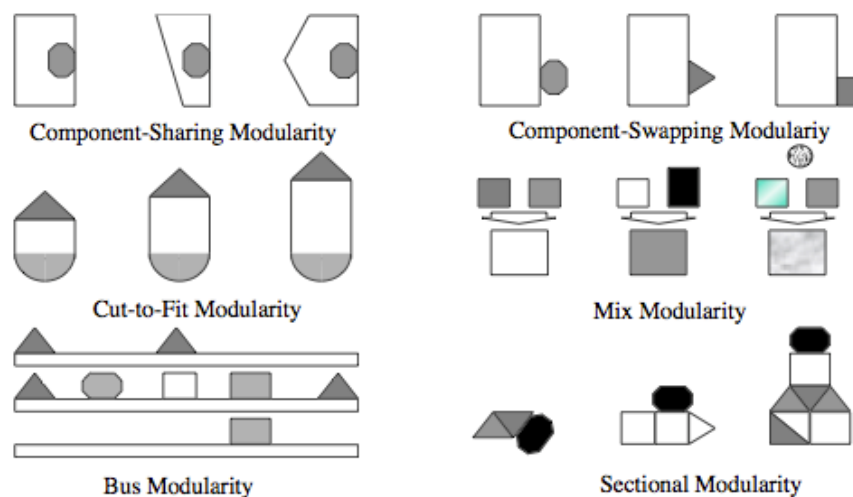 Component-Sharing Modularity
Component-Swapping Modulariy
Cut-to-Fit Modularity
Mix Modularity
Bus Modularity
Sectional Modularity